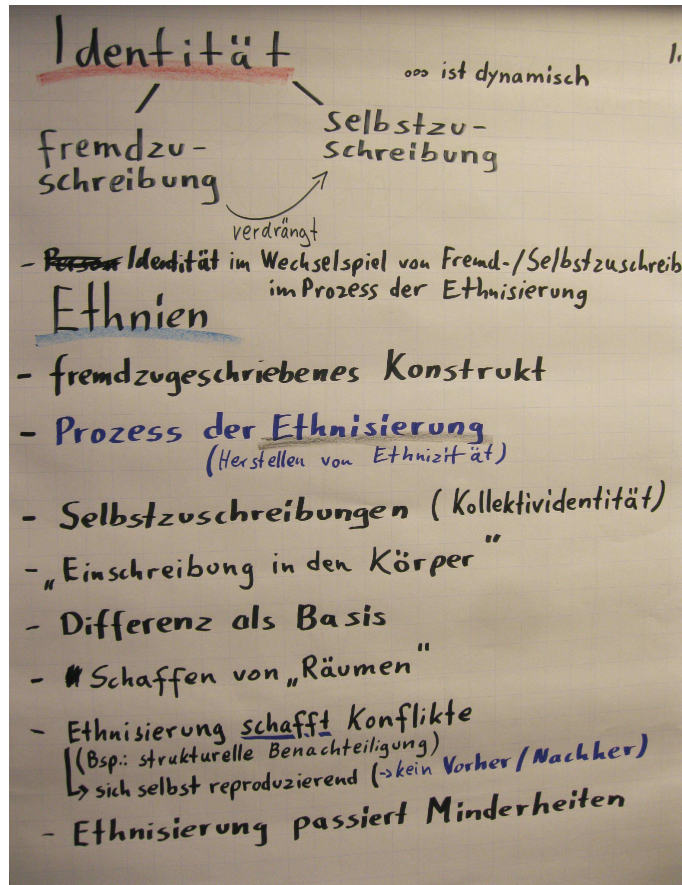 Identität
1.
ooo ist dynamisch
fremdzu-
schreibung
selbstzu-
schreibung
verdrängt
- Person Identität im Wechselspiel von Fremd-/Selbstzuschreib
im Prozess der Ethnisierung
Ethnien
- fremdzugeschriebenes Konstrukt
- Prozess der Ethnisierung
(Herstellen von Ethnizität)
- Selbstzuschreibungen (Kollektividentität)
- „Einschreibung in den Körper"
- Differenz als Basis
- Schaffen von „Räumen"
- Ethnisierung schafft Konflikte
(Bsp.: strukturelle Benachteiligung)
↳ sich selbst reproduzierend (→kein Vorher/Nachher)
- Ethnisierung passiert Minderheiten